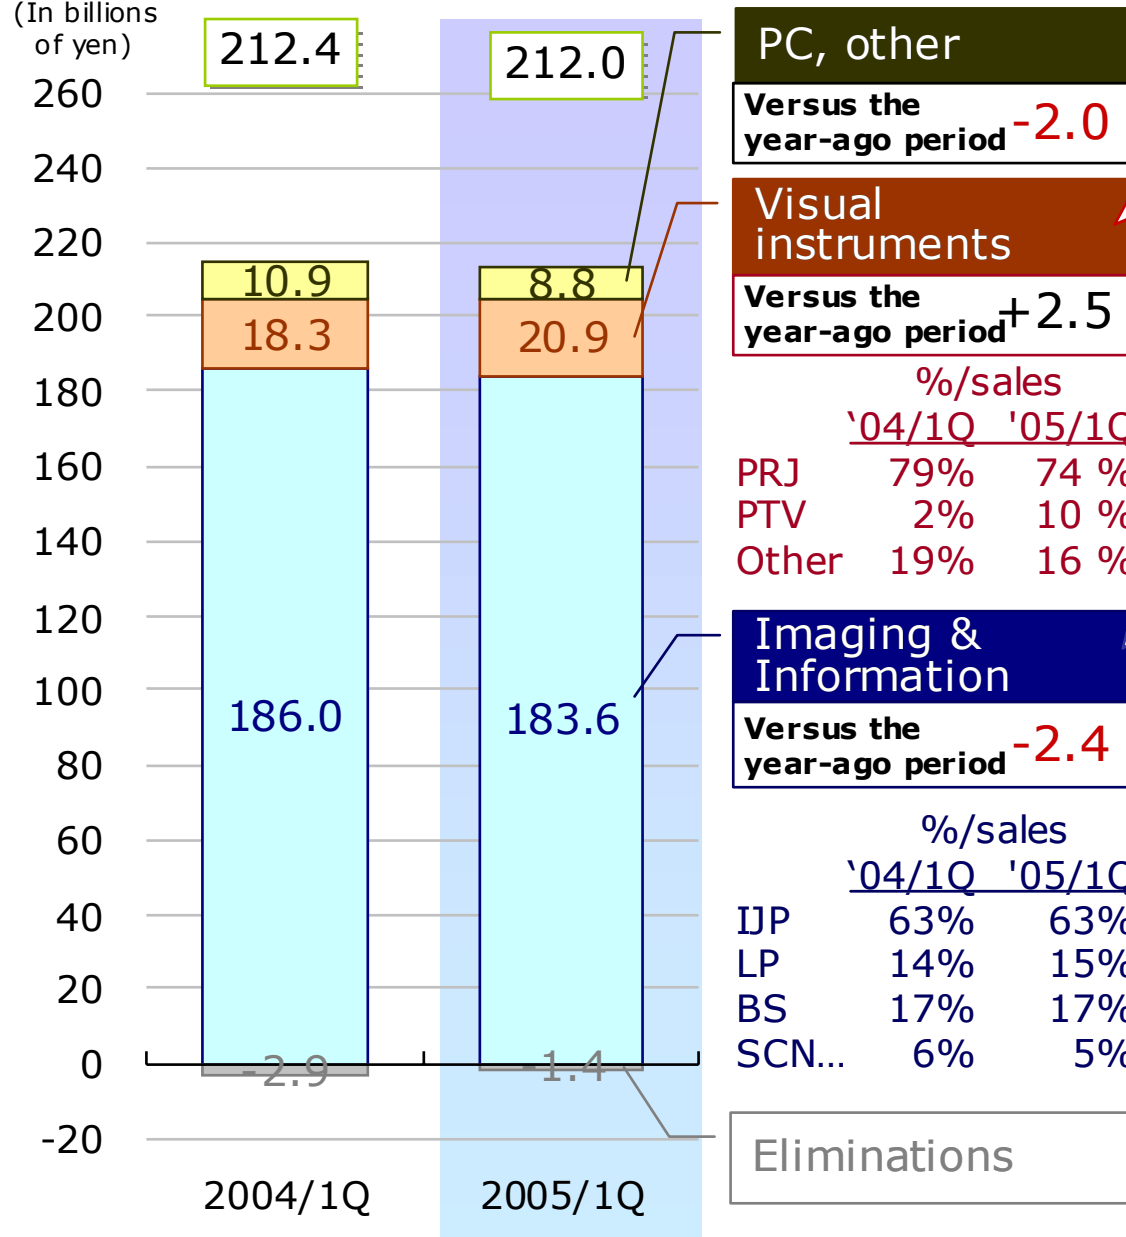 (In billions
of yen)
212.4
212.0
260
240
220
200
180
160
140
120
100
80
60
40
20
0
-20
10.9
18.3
186.0
-2.9
8.8
20.9
183.6
-1.4
2004/1Q
2005/1Q
PC, other
Versus the
year-ago period -2.0
Visual
instruments
Versus the
year-ago period +2.5
%/sales
‘04/1Q '05/1Q
PRJ 79% 74 %
PTV 2% 10 %
Other 19% 16 %
Imaging &
Information
Versus the
year-ago period -2.4
%/sales
‘04/1Q '05/1Q
IJP 63% 63%
LP 14% 15%
BS 17% 17%
SCN... 6% 5%
Eliminations